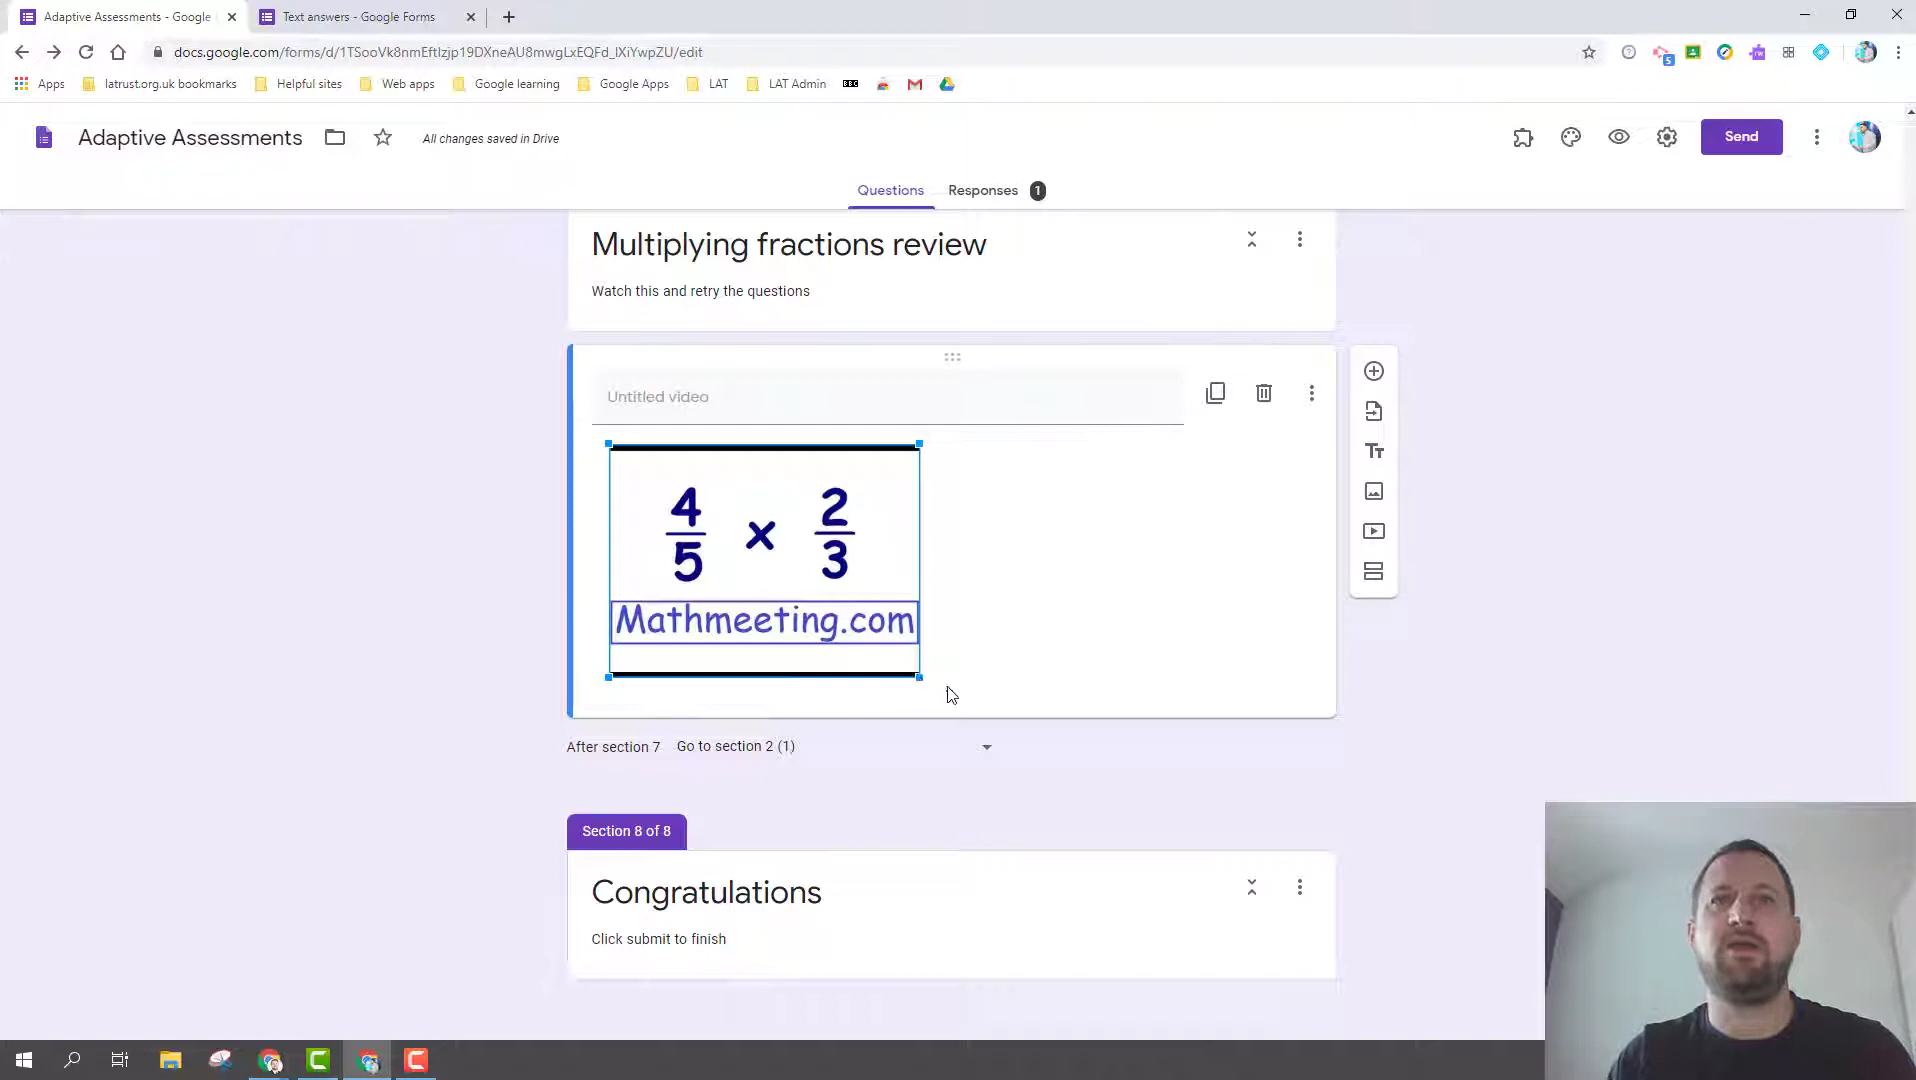 Adaptive Assessments - Google
Text answers - Google Forms
docs.google.com/forms/d/1TSooVk8nmEftIzjp19DXneAU8mwgLxEQFd_IXiYwpZU/edit
Apps
latrust.org.uk bookmarks
Helpful sites
Web apps
Google learning
Google Apps
LAT
LAT Admin
BBC
5
Adaptive Assessments
All changes saved in Drive
Send
Questions
Responses 1
Multiplying fractions review
Watch this and retry the questions
Untitled video
4/5 x 2/3
Mathmeeting.com
After section 7 Go to section 2 (1)
Section 8 of 8
Congratulations
Click submit to finish